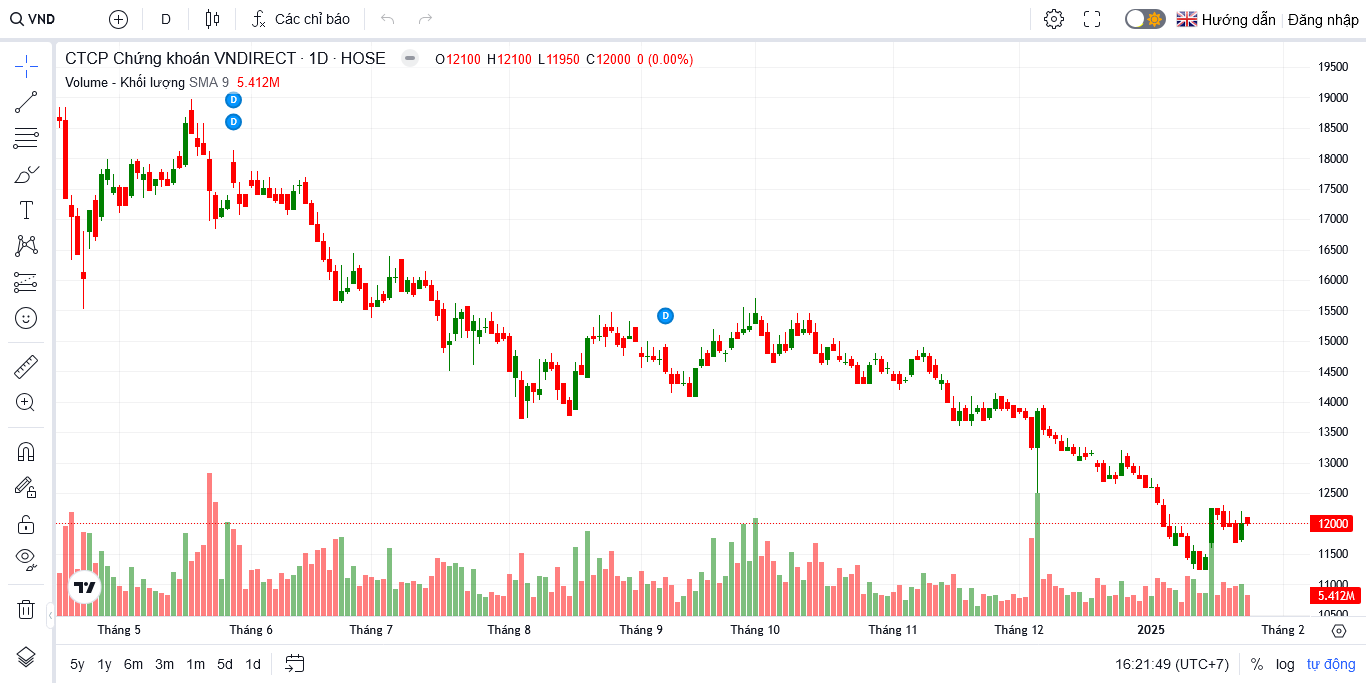 VND D Các chỉ báo Hướng dẫn Đăng nhập
CTCP Chứng khoán VNDIRECT · 1D · HOSE O12100 H12100 L11950 C12000 0 (0.00%)
Volume - Khối lượng SMA 9 5.412M
D
D
D
19500
19000
18500
18000
17500
17000
16500
16000
15500
15000
14500
14000
13500
13000
12500
12000
11500
11000
5.412M
10500
Tháng 5 Tháng 6 Tháng 7 Tháng 8 Tháng 9 Tháng 10 Tháng 11 Tháng 12 2025 Tháng 2
5y 1y 6m 3m 1m 5d 1d 16:21:49 (UTC+7) % log tự động